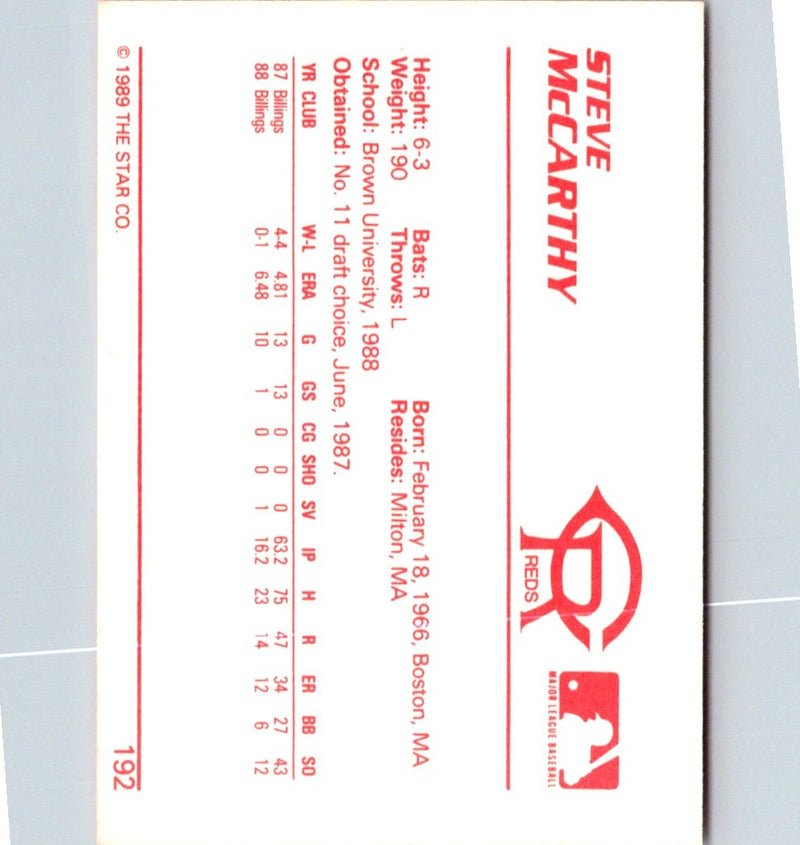 STEVE
McCARTHY
REDS
MAJOR LEAGUE BASEBALL
Height: 6-3 Bats: R Born: February 18, 1966, Boston, MA
Weight: 190 Throws: L Resides: Milton, MA
School: Brown University, 1988
Obtained: No. 11 draft choice, June, 1987.
YR CLUB W-L ERA G GS CG SHO SV IP H R ER BB SO
87 Billings 4-4 4.81 13 13 0 0 0 63.2 75 47 34 27 43
88 Billings 0-1 6.48 10 1 0 0 1 16.2 23 14 12 6 12
© 1989 THE STAR CO. 192